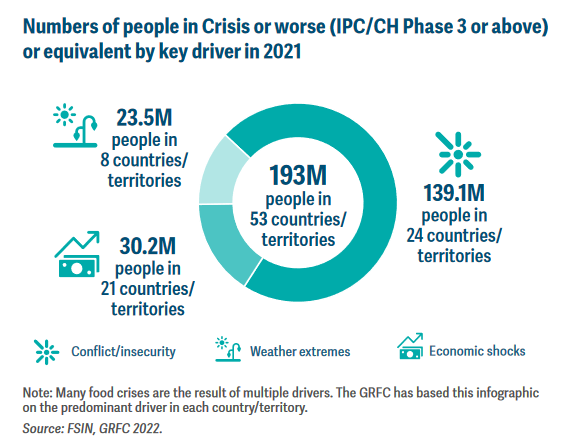 Numbers of people in Crisis or worse (IPC/CH Phase 3 or above)
or equivalent by key driver in 2021
23.5M
people in
8 countries/
territories
193M
people in
53 countries/
territories
139.1M
people in
24 countries/
territories
30.2M
people in
21 countries/
territories
Conflict/insecurity
Weather extremes
Economic shocks
Note: Many food crises are the result of multiple drivers. The GRFC has based this infographic
on the predominant driver in each country/territory.
Source: FSIN, GRFC 2022.